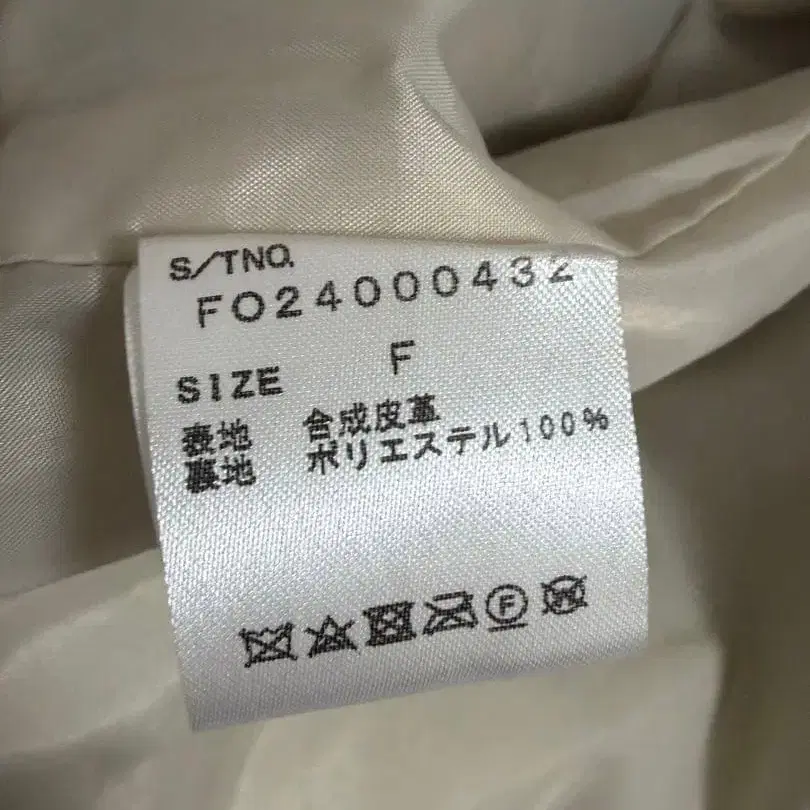 S/TNO.
FO24000432
SIZE F
表地 合成皮革
裏地 ポリエステル100%
F
W